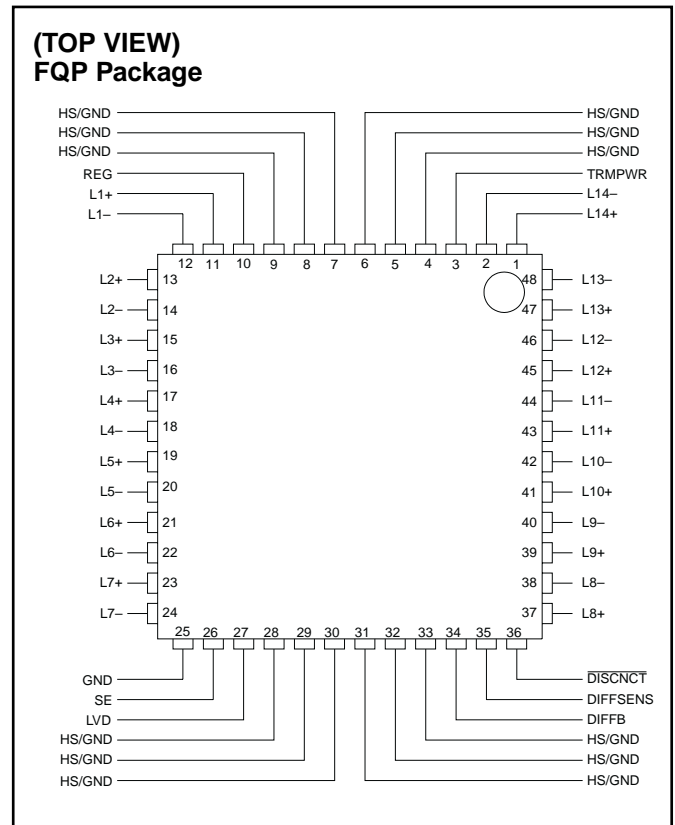 (TOP VIEW)
FQP Package
HS/GND
HS/GND
HS/GND
REG
L1+
L1–
HS/GND
HS/GND
HS/GND
TRMPWR
L14–
L14+
12 11 10 9 8 7 6 5 4 3 2 1
L2+ 13
L2– 14
L3+ 15
L3– 16
L4+ 17
L4– 18
L5+ 19
L5– 20
L6+ 21
L6– 22
L7+ 23
L7– 24
48 L13–
47 L13+
46 L12–
45 L12+
44 L11–
43 L11+
42 L10–
41 L10+
40 L9–
39 L9+
38 L8–
37 L8+
25 26 27 28 29 30 31 32 33 34 35 36
GND
SE
LVD
HS/GND
HS/GND
HS/GND
DISCNCT
DIFFSENS
DIFFB
HS/GND
HS/GND
HS/GND